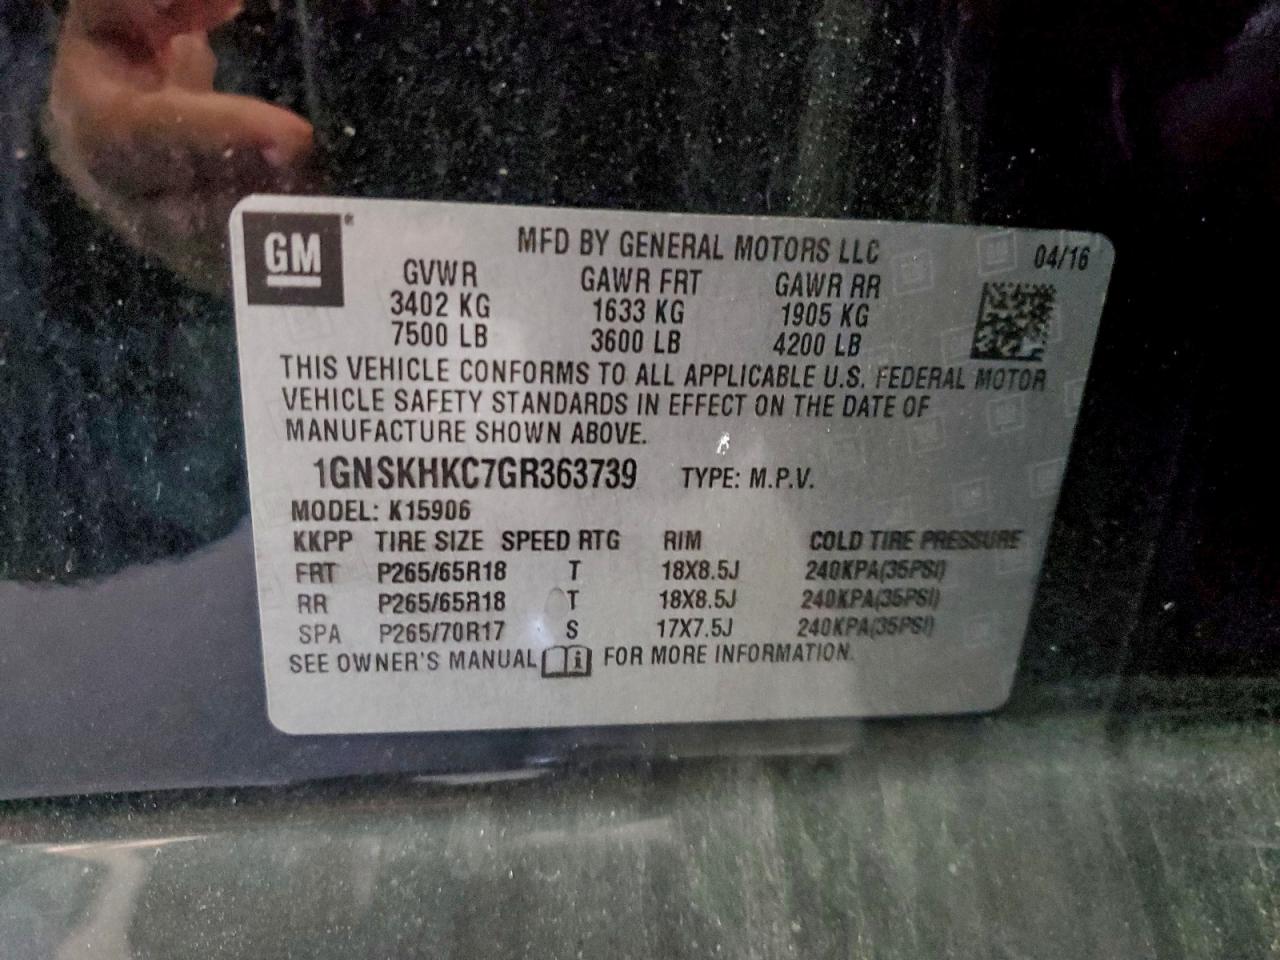 GM
MFD BY GENERAL MOTORS LLC 04/16
GVWR GAWR FRT GAWR RR
3402 KG 1633 KG 1905 KG
7500 LB 3600 LB 4200 LB
THIS VEHICLE CONFORMS TO ALL APPLICABLE U.S. FEDERAL MOTOR
VEHICLE SAFETY STANDARDS IN EFFECT ON THE DATE OF
MANUFACTURE SHOWN ABOVE.
1GNSKHKC7GR363739 TYPE: M.P.V.
MODEL: K15906
KKPP TIRE SIZE SPEED RTG RIM COLD TIRE PRESSURE
FRT P265/65R18 T 18X8.5J 240KPA(35PSI)
RR P265/65R18 T 18X8.5J 240KPA(35PSI)
SPA P265/70R17 S 17X7.5J 240KPA(35PSI)
SEE OWNER'S MANUAL i FOR MORE INFORMATION.